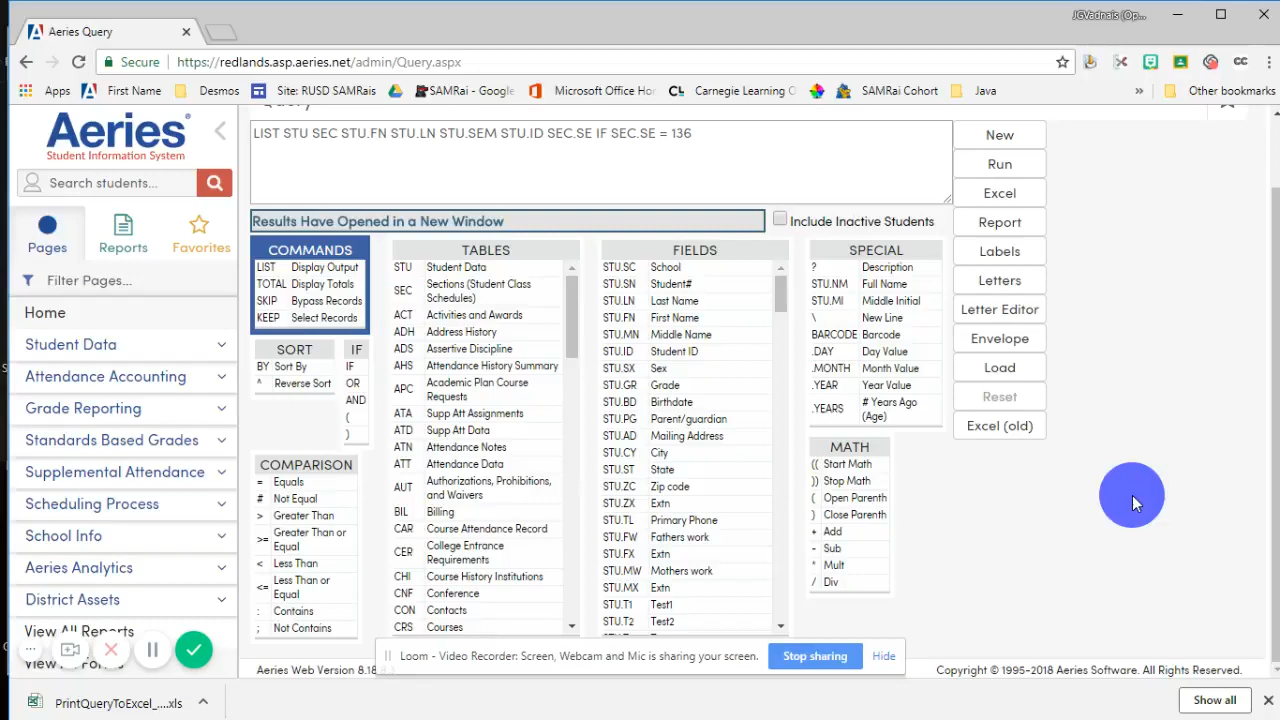 Aeries Query
JGVadnais (Op...
Secure https://redlands.asp.aeries.net/admin/Query.aspx
Apps First Name Desmos Site: RUSD SAMRais SAMRai - Google Microsoft Office Ho Carnegie Learning SAMRai Cohort Java » Other bookmarks
Aeries
Student Information System
Search students...
Pages Reports Favorites
Filter Pages...
Home
Student Data
Attendance Accounting
Grade Reporting
Standards Based Grades
Supplemental Attendance
Scheduling Process
School Info
Aeries Analytics
District Assets
View All Reports
LIST STU SEC STU.FN STU.LN STU.SEM STU.ID SEC.SE IF SEC.SE = 136
Results Have Opened in a New Window
Include Inactive Students
COMMANDS
LIST Display Output
TOTAL Display Totals
SKIP Bypass Records
KEEP Select Records
SORT
BY Sort By
^ Reverse Sort
IF
IF
OR
AND
(
)
COMPARISON
= Equals
# Not Equal
> Greater Than
>= Greater Than or
Equal
< Less Than
<= Less Than or
Equal
: Contains
; Not Contains
TABLES
STU Student Data
SEC Sections (Student Class
Schedules)
ACT Activities and Awards
ADH Address History
ADS Assertive Discipline
AHS Attendance History Summary
APC Academic Plan Course
Requests
ATA Supp Att Assignments
ATD Supp Att Data
ATN Attendance Notes
ATT Attendance Data
AUT Authorizations, Prohibitions,
and Waivers
BIL Billing
CAR Course Attendance Record
CER College Entrance
Requirements
CHI Course History Institutions
CNF Conference
CON Contacts
CRS Courses
FIELDS
STU.SC School
STU.SN Student#
STU.LN Last Name
STU.FN First Name
STU.MN Middle Name
STU.ID Student ID
STU.SX Sex
STU.GR Grade
STU.BD Birthdate
STU.PG Parent/guardian
STU.AD Mailing Address
STU.CY City
STU.ST State
STU.ZC Zip code
STU.ZX Extn
STU.TL Primary Phone
STU.FW Fathers work
STU.FX Extn
STU.MW Mothers work
STU.MX Extn
STU.T1 Test1
STU.T2 Test2
SPECIAL
? Description
STU.NM Full Name
STU.MI Middle Initial
\ New Line
BARCODE Barcode
.DAY Day Value
.MONTH Month Value
.YEAR Year Value
.YEARS # Years Ago
(Age)
MATH
(( Start Math
)) Stop Math
( Open Parenth
) Close Parenth
+ Add
- Sub
* Mult
/ Div
New
Run
Excel
Report
Labels
Letters
Letter Editor
Envelope
Load
Reset
Excel (old)
Loom - Video Recorder: Screen, Webcam and Mic is sharing your screen. Stop sharing Hide
Aeries Web Version 8.18.
Copyright © 1995-2018 Aeries Software. All Rights Reserved.
PrintQueryToExcel_....xls
Show all